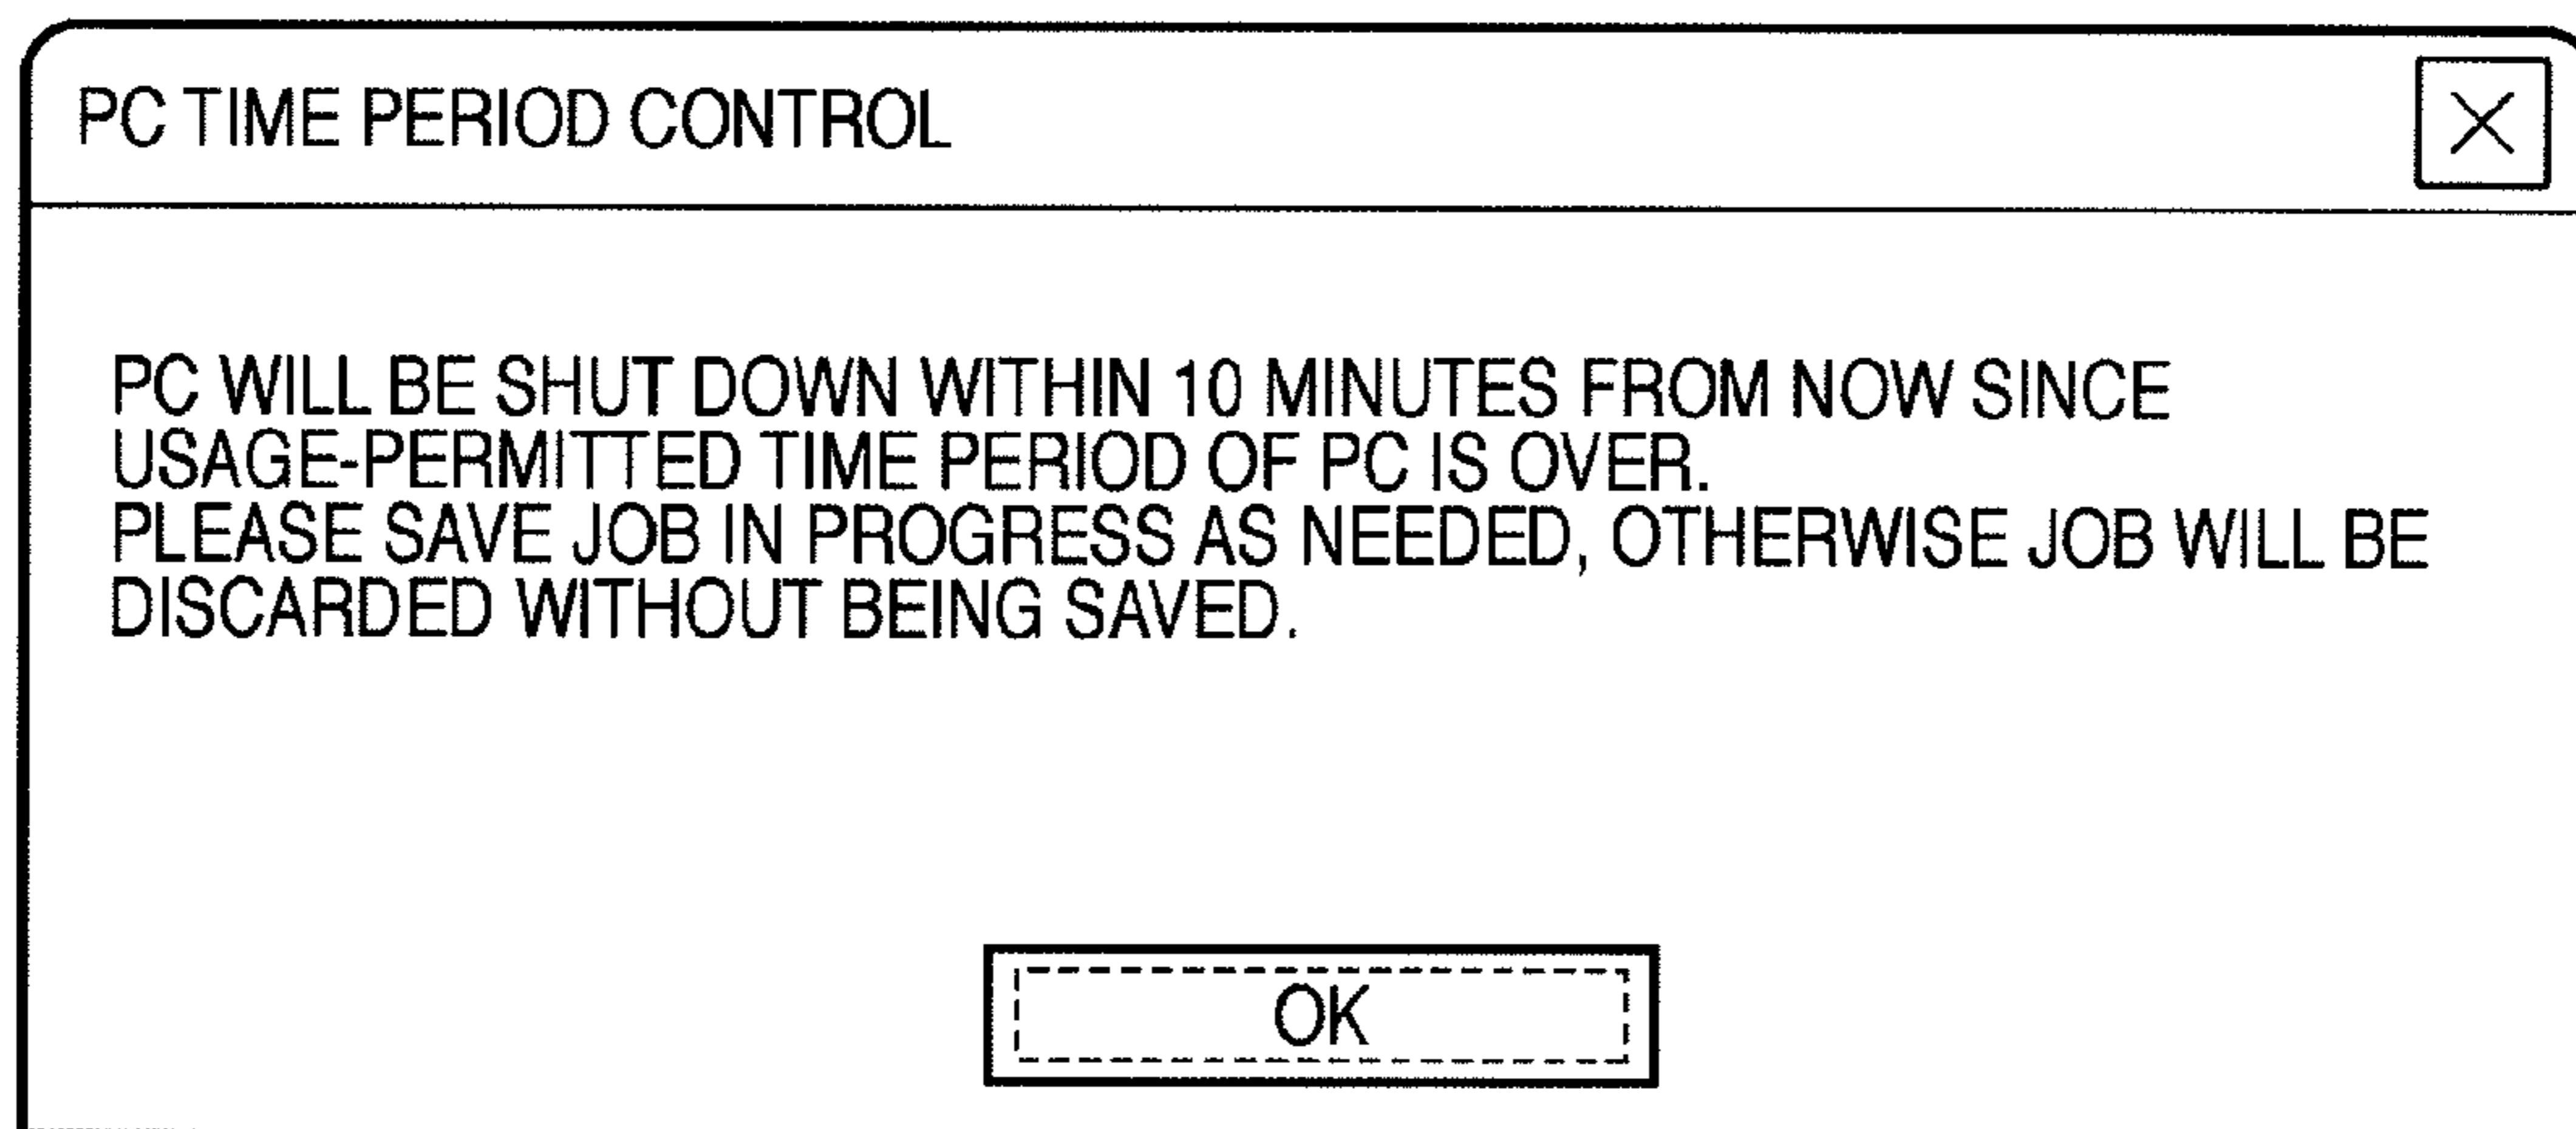 PC TIME PERIOD CONTROL
PC WILL BE SHUT DOWN WITHIN 10 MINUTES FROM NOW SINCE
USAGE-PERMITTED TIME PERIOD OF PC IS OVER.
PLEASE SAVE JOB IN PROGRESS AS NEEDED, OTHERWISE JOB WILL BE
DISCARDED WITHOUT BEING SAVED.
OK